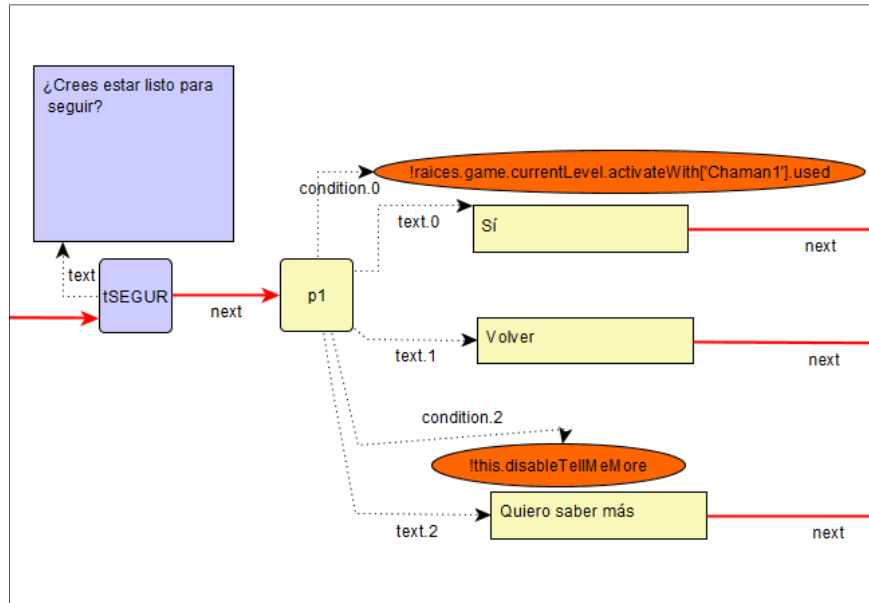 ¿Crees estar listo para
seguir?
!raices.game.currentLevel.activateWith['Chaman1'].used
condition.0
text.0
Sí
next
text
tSEGUR
next
p1
text.1
Volver
next
condition.2
!this.disableTellMeMore
text.2
Quiero saber más
next